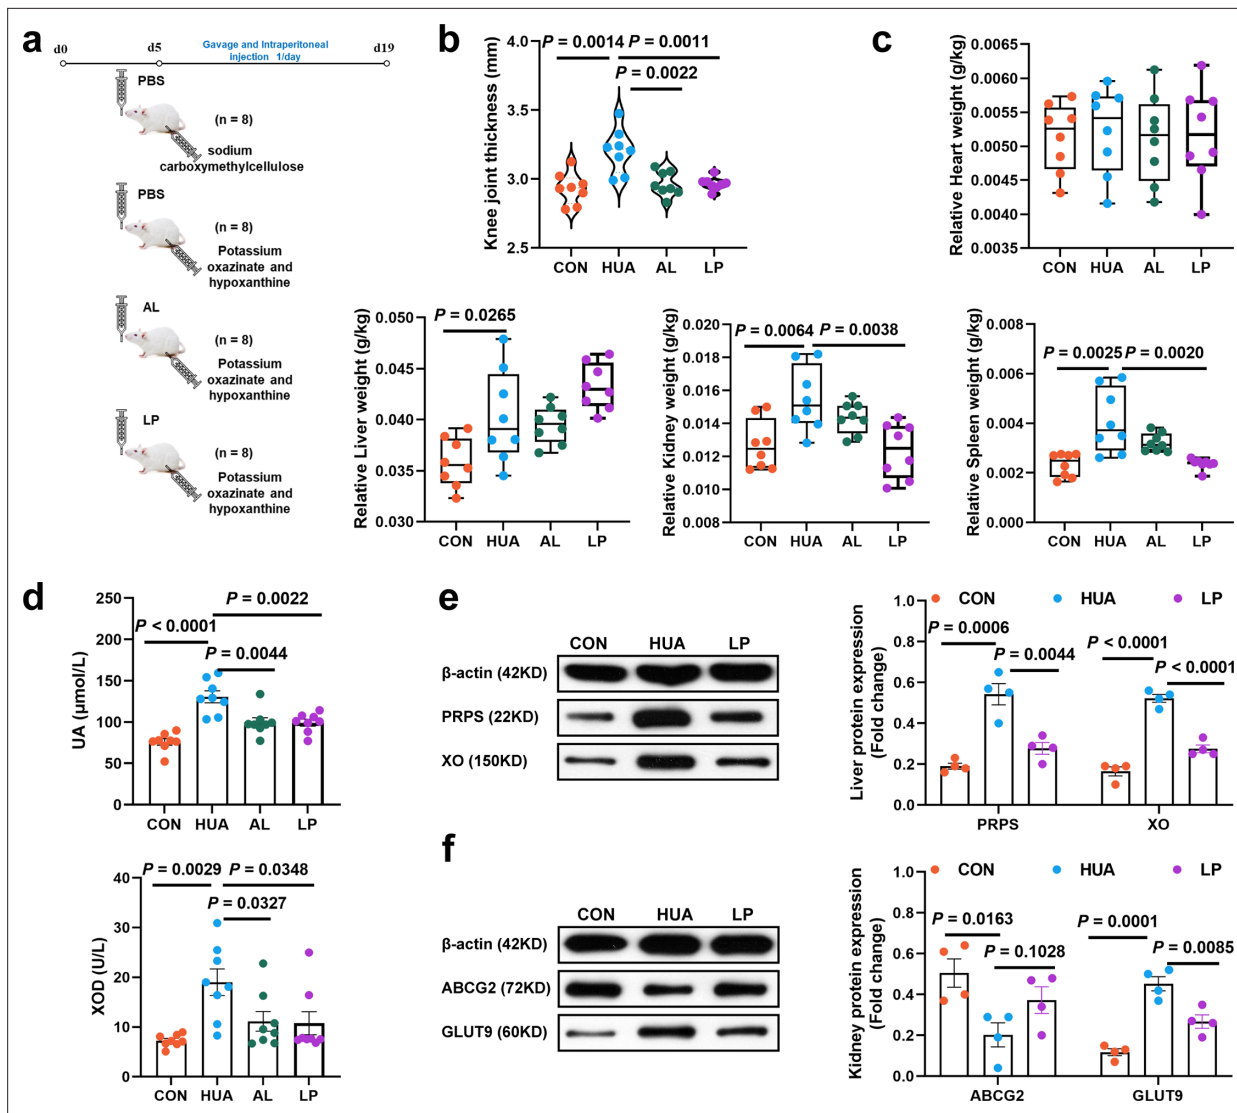 a
d0
d5
Gavage and Intraperitoneal
injection 1/day
d19
PBS
(n = 8)
sodium
carboxymethylcellulose
PBS
(n = 8)
Potassium
oxazinate and
hypoxanthine
AL
(n = 8)
Potassium
oxazinate and
hypoxanthine
LP
(n = 8)
Potassium
oxazinate and
hypoxanthine
b
Knee joint thickness (mm)
4.0
3.5
3.0
2.5
P = 0.0014
P = 0.0011
P = 0.0022
CON HUA AL LP
c
Relative Heart weight (g/kg)
0.0065
0.0060
0.0055
0.0050
0.0045
0.0040
0.0035
CON HUA AL LP
Relative Liver weight (g/kg)
0.050
0.045
0.040
0.035
0.030
P = 0.0265
CON HUA AL LP
Relative Kidney weight (g/kg)
0.020
0.018
0.016
0.014
0.012
0.010
0.008
P = 0.0064
P = 0.0038
CON HUA AL LP
Relative Spleen weight (g/kg)
0.008
0.006
0.004
0.002
0.000
P = 0.0025
P = 0.0020
CON HUA AL LP
d
UA (μmol/L)
250
200
150
100
50
0
P < 0.0001
P = 0.0022
P = 0.0044
CON HUA AL LP
XOD (U/L)
40
30
20
10
0
P = 0.0029
P = 0.0348
P = 0.0327
CON HUA AL LP
e
CON HUA LP
β-actin (42KD)
PRPS (22KD)
XO (150KD)
Liver protein expression
(Fold change)
1.0
0.8
0.6
0.4
0.2
0.0
CON HUA LP
P = 0.0006
P = 0.0044
P < 0.0001
P < 0.0001
PRPS XO
f
CON HUA LP
β-actin (42KD)
ABCG2 (72KD)
GLUT9 (60KD)
Kidney protein expression
(Fold change)
1.0
0.8
0.6
0.4
0.2
0.0
CON HUA LP
P = 0.0163
P = 0.1028
P = 0.0001
P = 0.0085
ABCG2 GLUT9